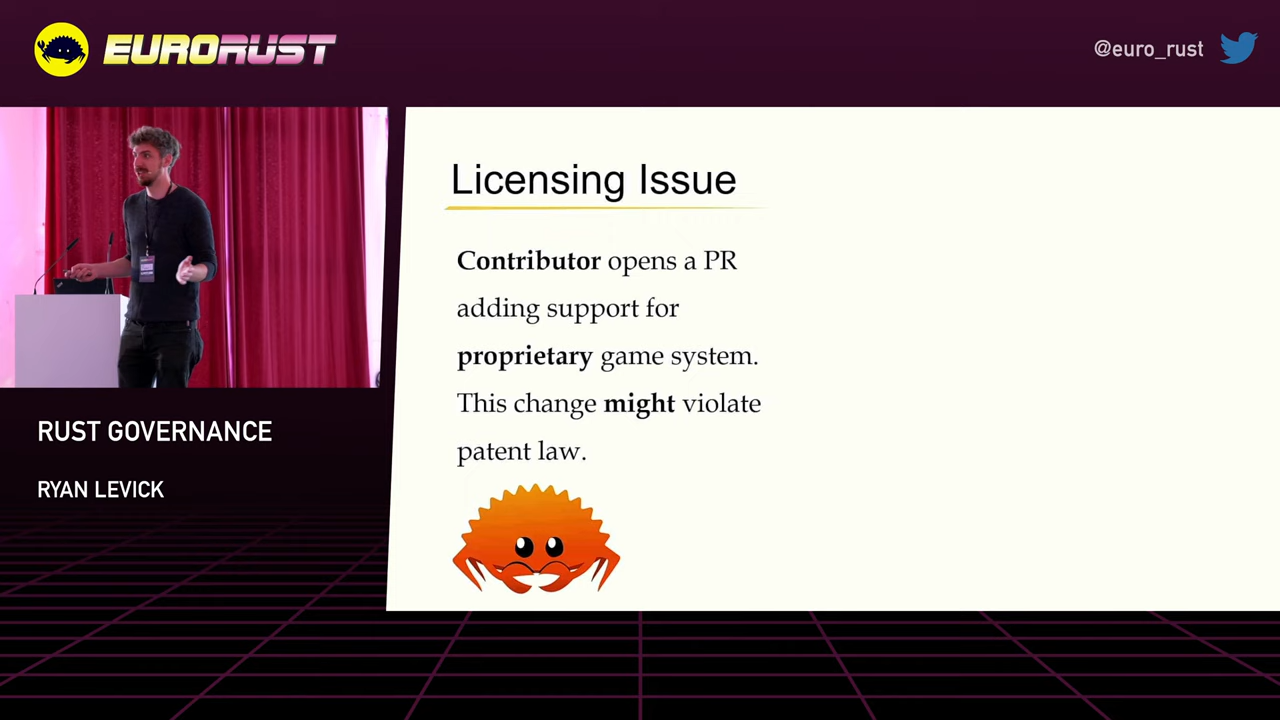 EURORUST
@euro_rust
RUST GOVERNANCE
RYAN LEVICK
Licensing Issue
Contributor opens a PR
adding support for
proprietary game system.
This change might violate
patent law.